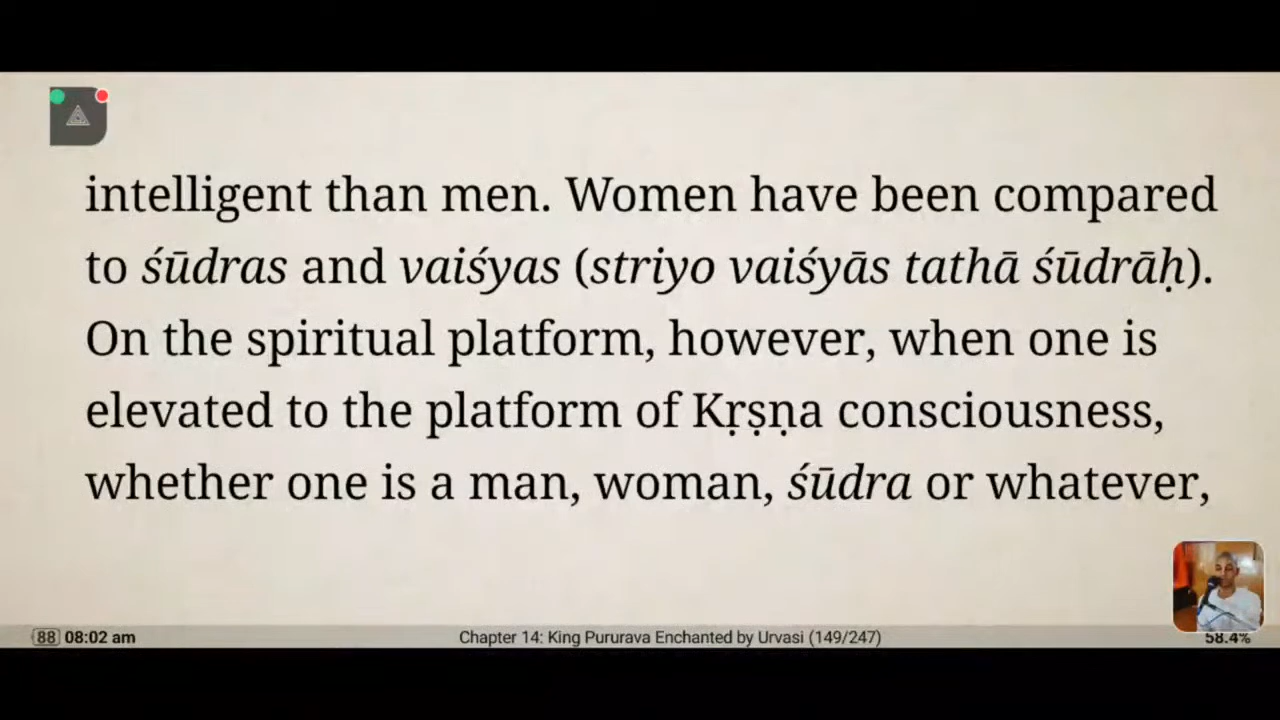 intelligent than men. Women have been compared
to śūdras and vaiśyas (striyo vaiśyās tathā śūdrāḥ).
On the spiritual platform, however, when one is
elevated to the platform of Kṛṣṇa consciousness,
whether one is a man, woman, śūdra or whatever,
88 08:02 am
Chapter 14: King Pururava Enchanted by Urvasi (149/247)
58.4%